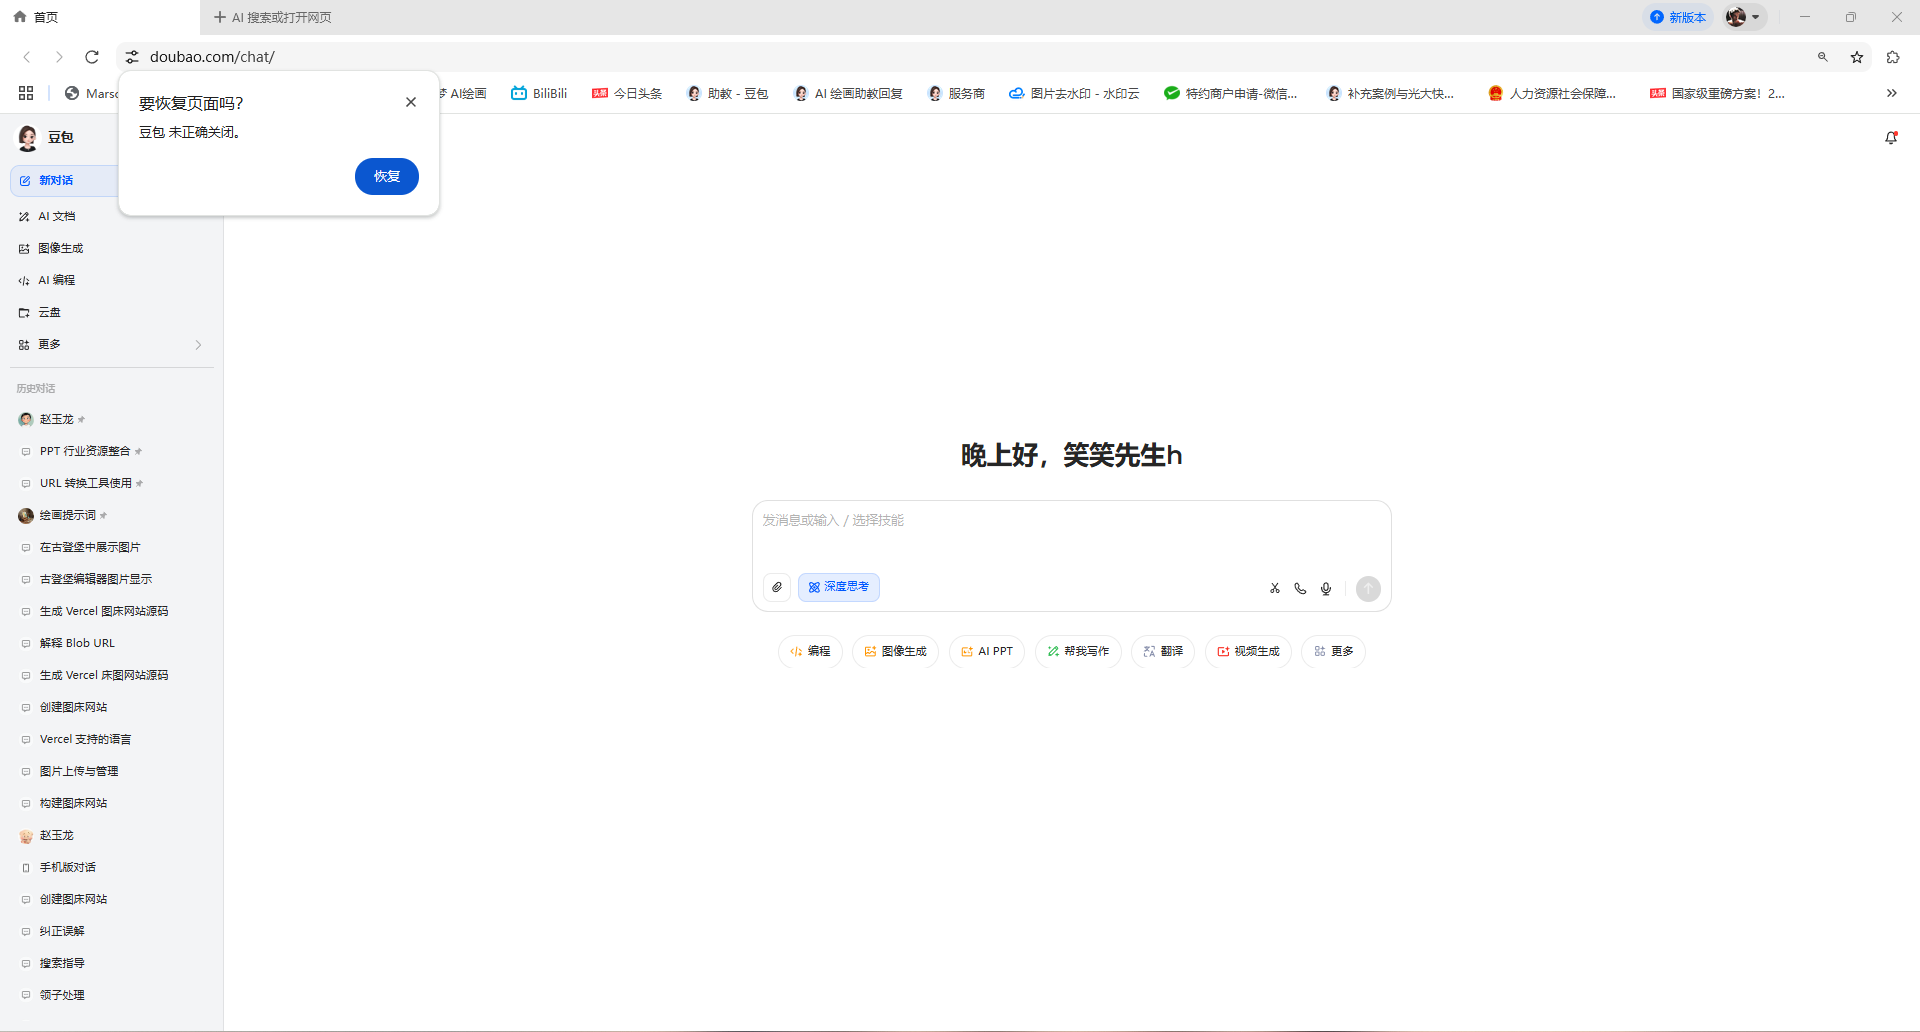 首页
AI 搜索或打开网页
新版本
doubao.com/chat/
Marsc
AI绘画
BiliBili
头条 今日头条
助教 - 豆包
AI 绘画助教回复
服务商
图片去水印 - 水印云
特约商户申请-微信...
补充案例与光大快...
人力资源社会保障...
头条 国家级重磅方案！2...
要恢复页面吗？
豆包 未正确关闭。
恢复
豆包
新对话
AI 文档
图像生成
AI 编程
云盘
更多
历史对话
赵玉龙
PPT 行业资源整合
URL 转换工具使用
绘画提示词
在古登堡中展示图片
古登堡编辑器图片显示
生成 Vercel 图床网站源码
解释 Blob URL
生成 Vercel 床图网站源码
创建图床网站
Vercel 支持的语言
图片上传与管理
构建图床网站
赵玉龙
手机版对话
创建图床网站
纠正误解
搜索指导
领子处理
晚上好，笑笑先生h
发消息或输入 / 选择技能
深度思考
编程
图像生成
AI PPT
帮我写作
翻译
视频生成
更多